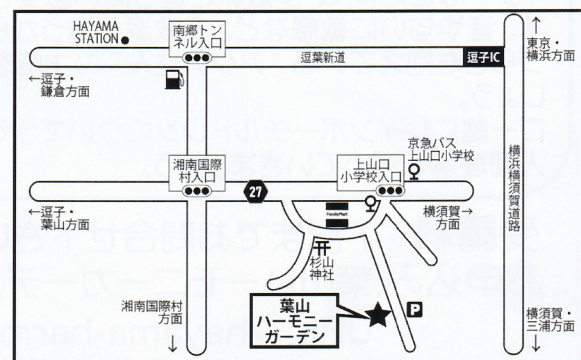 HAYAMA
STATION
南郷トン
ネル入口
逗葉新道
逗子IC
↑
東京・
横浜方面
←逗子・
鎌倉方面
京急バス
上山口小学校
湘南国際
村入口
27
上山口
小学校入口
横浜横須賀道路
←逗子・
葉山方面
FamilyMart
横須賀→
方面
杉山
神社
湘南国際村
方面
↓
葉山
ハーモニー
ガーデン
P
横須賀・
三浦方面
↓